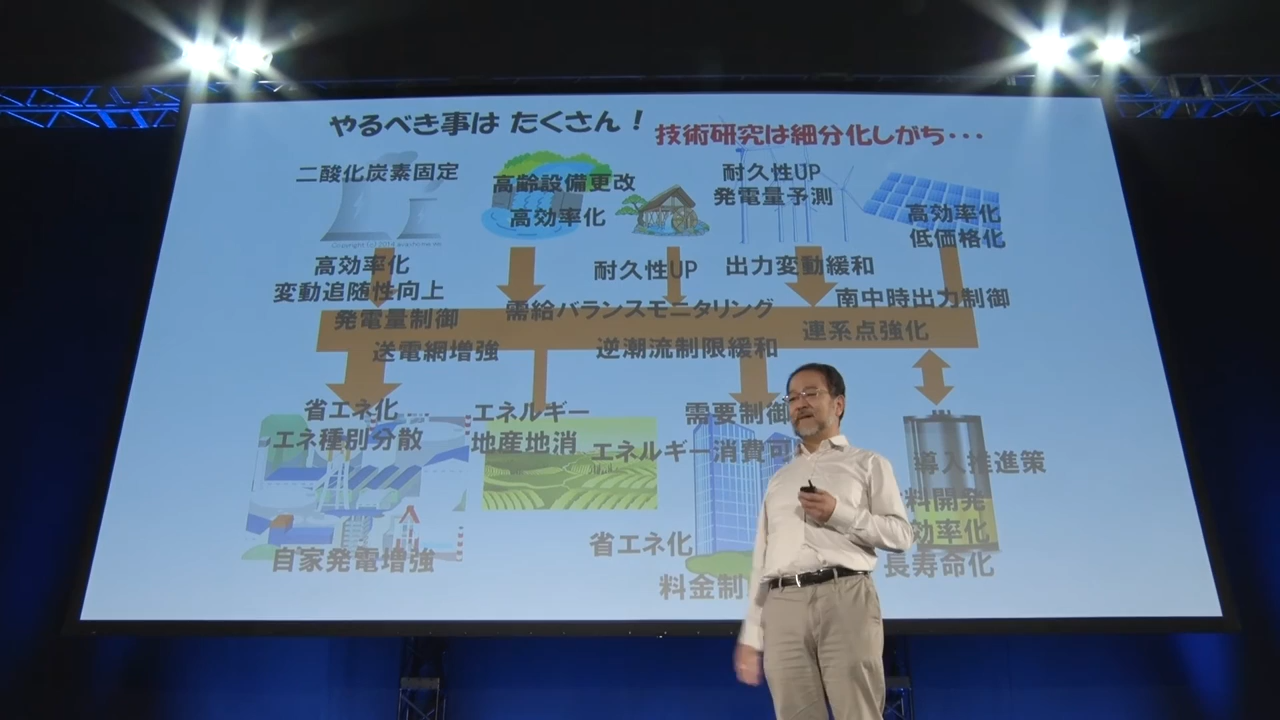 やるべき事は たくさん！
技術研究は細分化しがち・・・
二酸化炭素固定
高齢設備更改
高効率化
耐久性UP
発電量予測
高効率化
低価格化
高効率化
変動追随性向上
発電量制御
耐久性UP
出力変動緩和
需給バランスモニタリング
南中時出力制御
連系点強化
送電網増強
逆潮流制限緩和
省エネ化
エネ種別分散
エネルギー
地産地消
需要制御
エネルギー消費可
導入推進策
料開発
効率化
長寿命化
自家発電増強
省エネ化
料金制